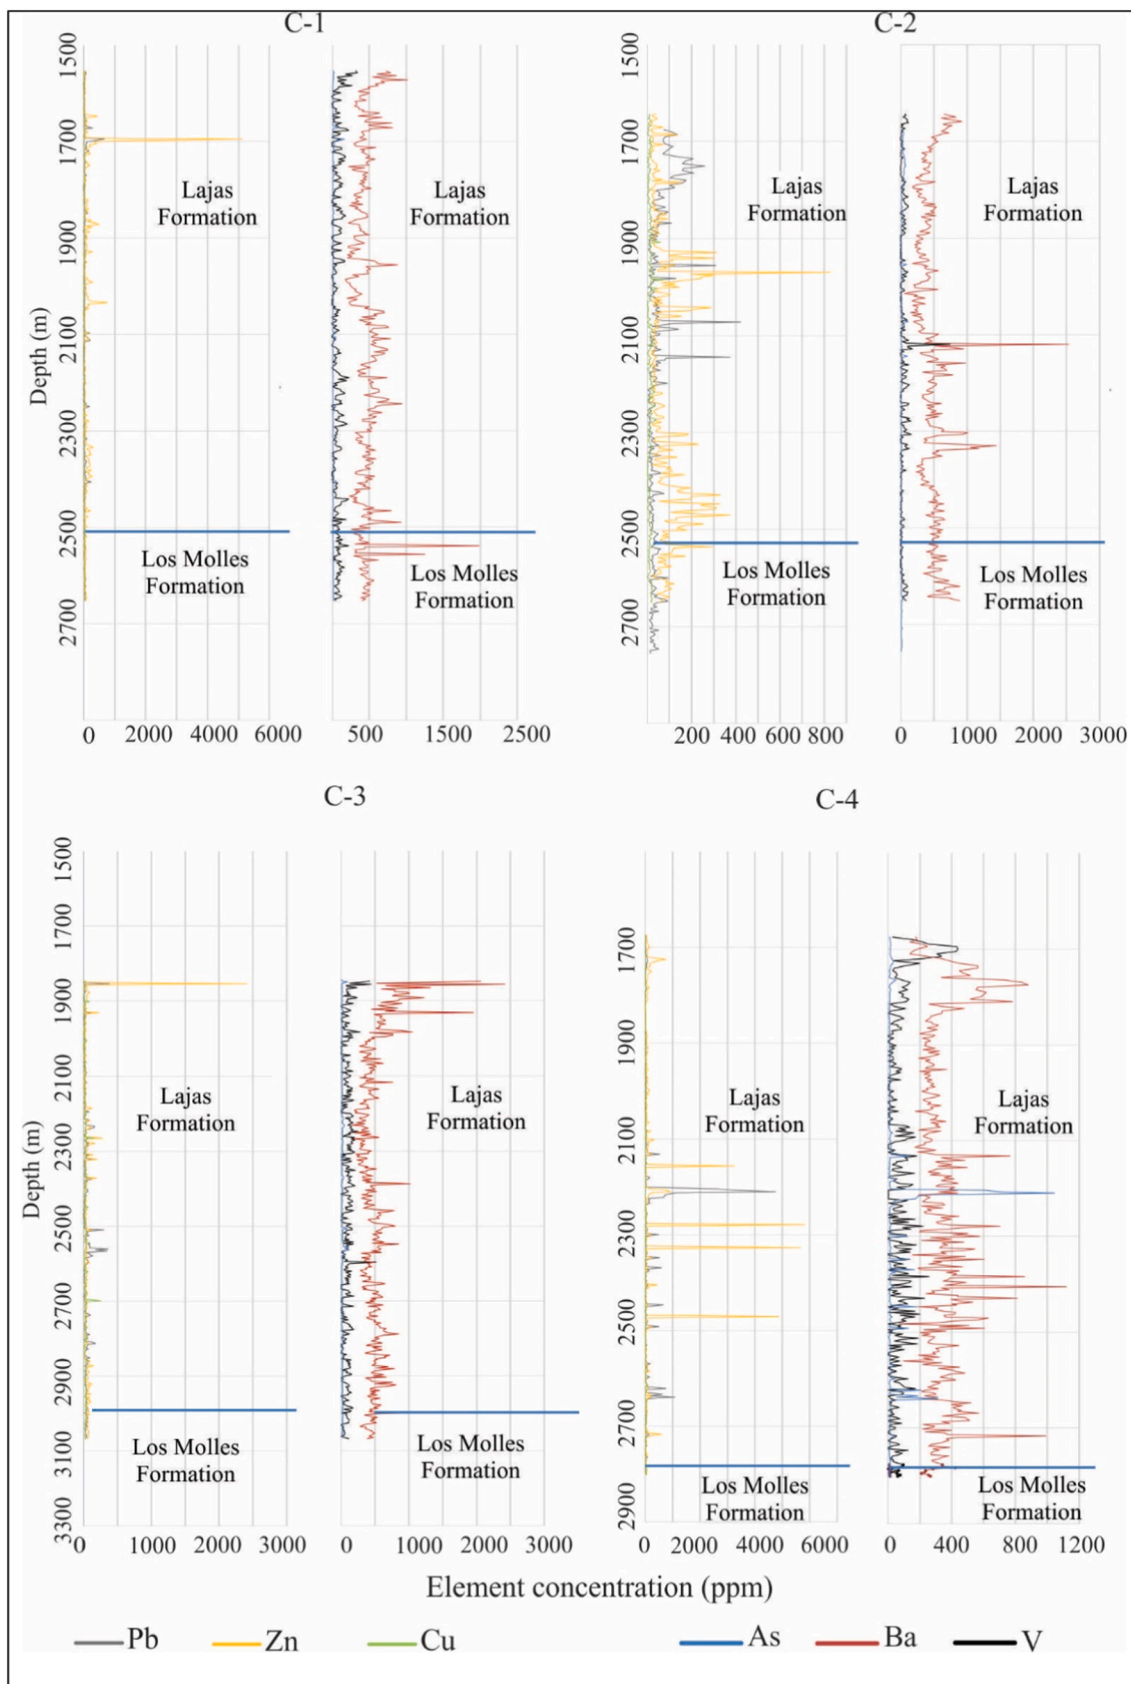 C-1
C-2
Depth (m)
1500
1700
1900
2100
2300
2500
2700
Lajas
Formation
Los Molles
Formation
0 2000 4000 6000
Lajas
Formation
Los Molles
Formation
500 1500 2500
1500
1700
1900
2100
2300
2500
2700
Lajas
Formation
Los Molles
Formation
200 400 600 800
Lajas
Formation
Los Molles
Formation
0 1000 2000 3000
C-3
C-4
Depth (m)
1500
1700
1900
2100
2300
2500
2700
2900
3100
3300
Lajas
Formation
Los Molles
Formation
0 1000 2000 3000
Lajas
Formation
Los Molles
Formation
0 1000 2000 3000
1700
1900
2100
2300
2500
2700
2900
Lajas
Formation
Los Molles
Formation
0 2000 4000 6000
Lajas
Formation
Los Molles
Formation
0 400 800 1200
Element concentration (ppm)
Pb Zn Cu As Ba V